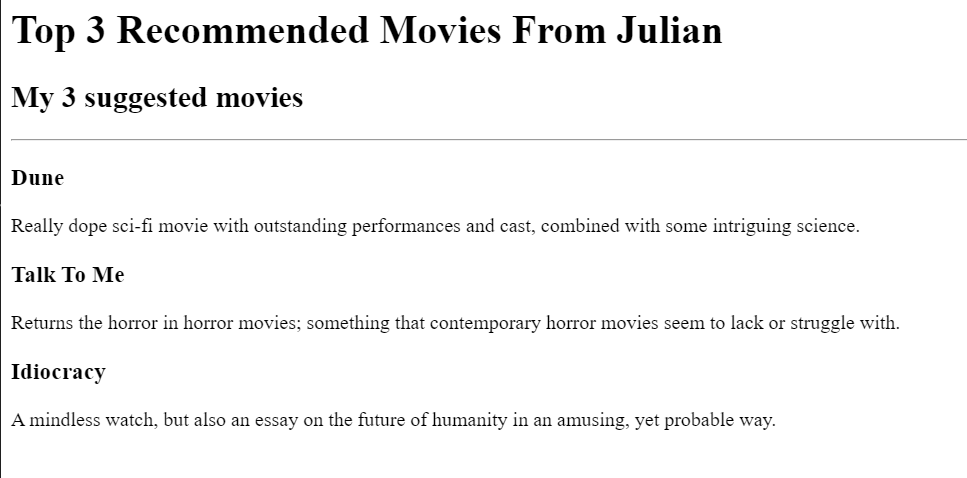 Top 3 Recommended Movies From Julian
My 3 suggested movies
Dune
Really dope sci-fi movie with outstanding performances and cast, combined with some intriguing science.
Talk To Me
Returns the horror in horror movies; something that contemporary horror movies seem to lack or struggle with.
Idiocracy
A mindless watch, but also an essay on the future of humanity in an amusing, yet probable way.